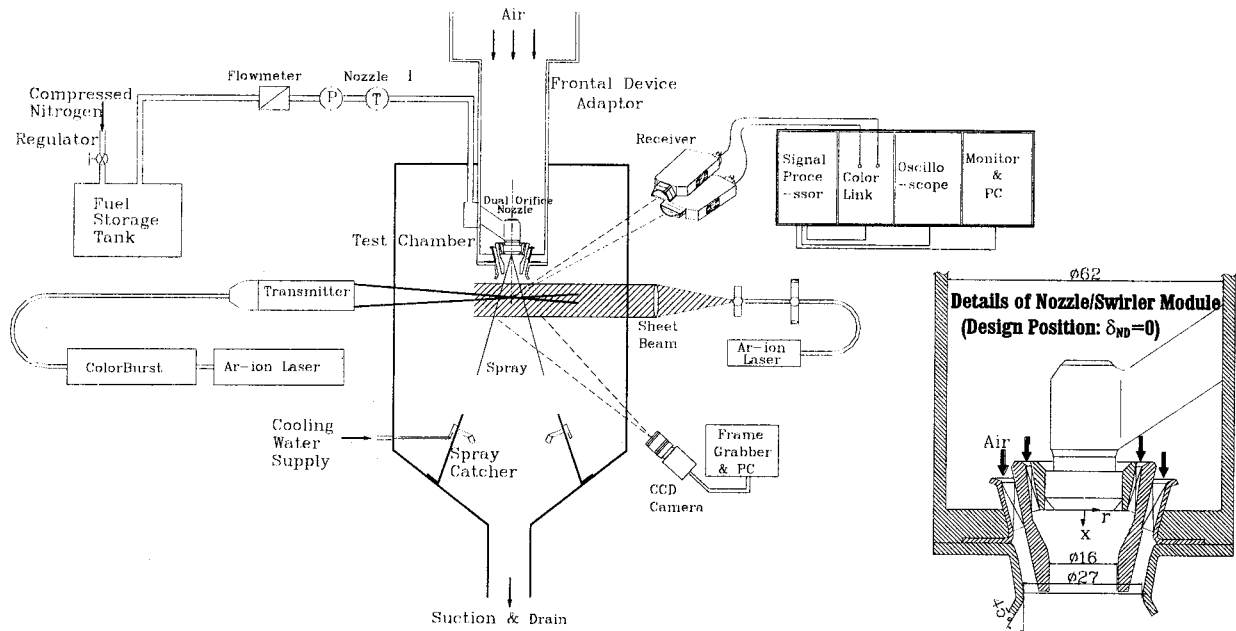 Air
Flowmeter
Nozzle
P
T
Compressed
Nitrogen
Regulator
Fuel
Storage
Tank
Frontal Device
Adaptor
Receiver
Signal
Proce
-ssor
Color
Link
Oscillo
-scope
Monitor
&
PC
Dual Orifice
Nozzle
Test Chamber
Transmitter
Sheet
Beam
Ar-ion
Laser
ColorBurst
Ar-ion Laser
Spray
Cooling
Water
Supply
Spray
Catcher
Frame
Grabber
& PC
CCD
Camera
Suction & Drain
ø62
Details of Nozzle/Swirler Module
(Design Position: δND=0)
Air
r
x
ø16
ø27